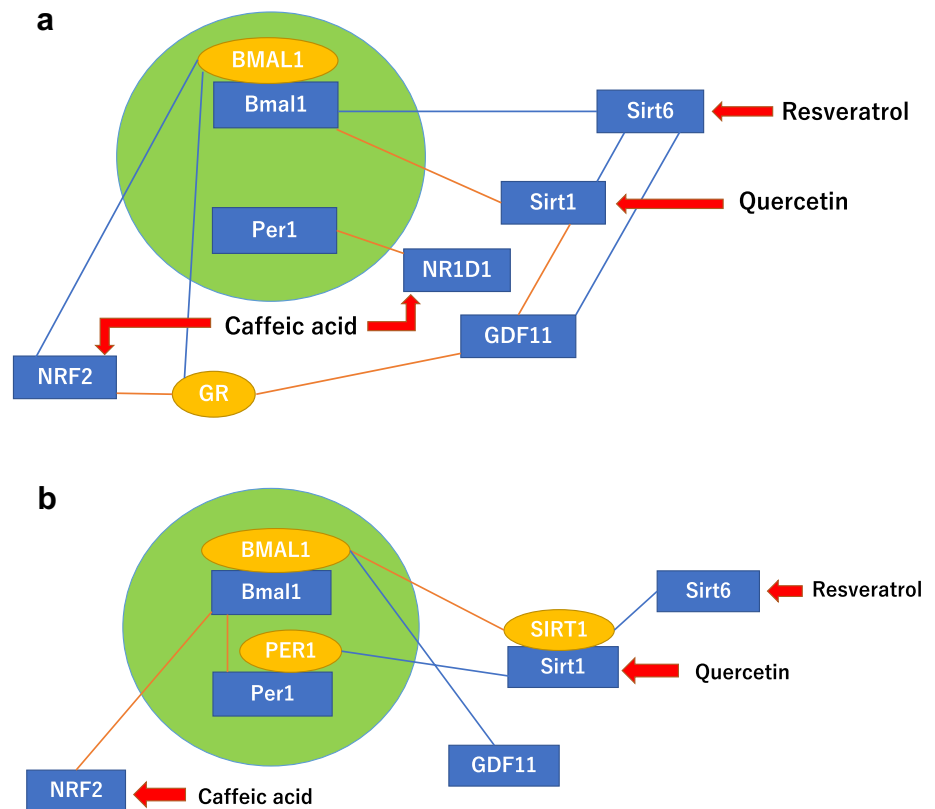 a
BMAL1
Bmal1
Sirt6
Resveratrol
Sirt1
Quercetin
Per1
NR1D1
Caffeic acid
GDF11
NRF2
GR
b
BMAL1
Bmal1
Sirt6
Resveratrol
SIRT1
PER1
Sirt1
Quercetin
Per1
GDF11
NRF2
Caffeic acid